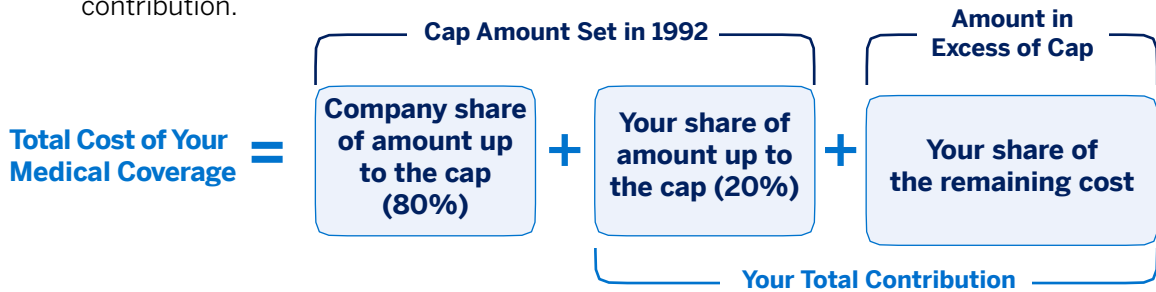 contribution.
Cap Amount Set in 1992
Amount in
Excess of Cap
Total Cost of Your
Medical Coverage
=
Company share
of amount up
to the cap
(80%)
+
Your share of
amount up to
the cap (20%)
+
Your share of
the remaining cost
Your Total Contribution